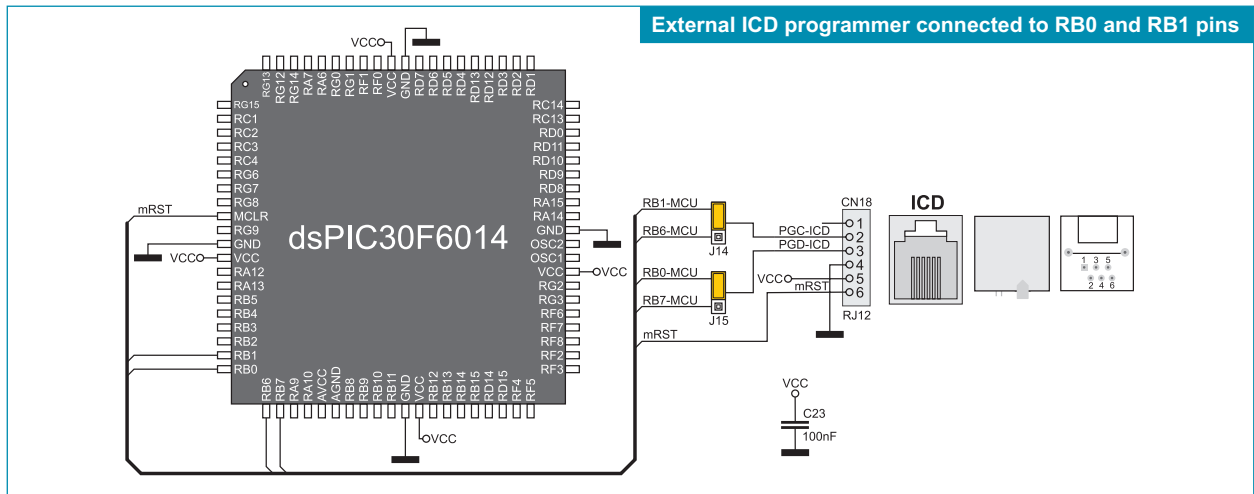 External ICD programmer connected to RB0 and RB1 pins
VCC
RG13
RG12
RG14
RA7
RA6
RG0
RG1
RF1
RF0
VCC
GND
RD7
RD6
RD5
RD4
RD13
RD12
RD3
RD2
RD1
RG15
RC1
RC2
RC3
RC4
RG6
RG7
RG8
MCLR
RG9
GND
VCC
RA12
RA13
RB5
RB4
RB3
RB2
RB1
RB0
mRST
VCC
dsPIC30F6014
RC14
RC13
RD0
RD11
RD10
RD9
RD8
RA15
RA14
GND
OSC2
OSC1
VCC
RG2
RG3
RF6
RF7
RF8
RF2
RF3
VCC
RB6
RB7
RA9
RA10
AVCC
AGND
RB8
RB9
RB10
RB11
GND
VCC
RB12
RB13
RB14
RB15
RD14
RD15
RF4
RF5
VCC
RB1-MCU
RB6-MCU
J14
RB0-MCU
RB7-MCU
J15
mRST
PGC-ICD
PGD-ICD
VCC
mRST
CN18
1
2
3
4
5
6
RJ12
ICD
1 3 5
2 4 6
VCC
C23
100nF